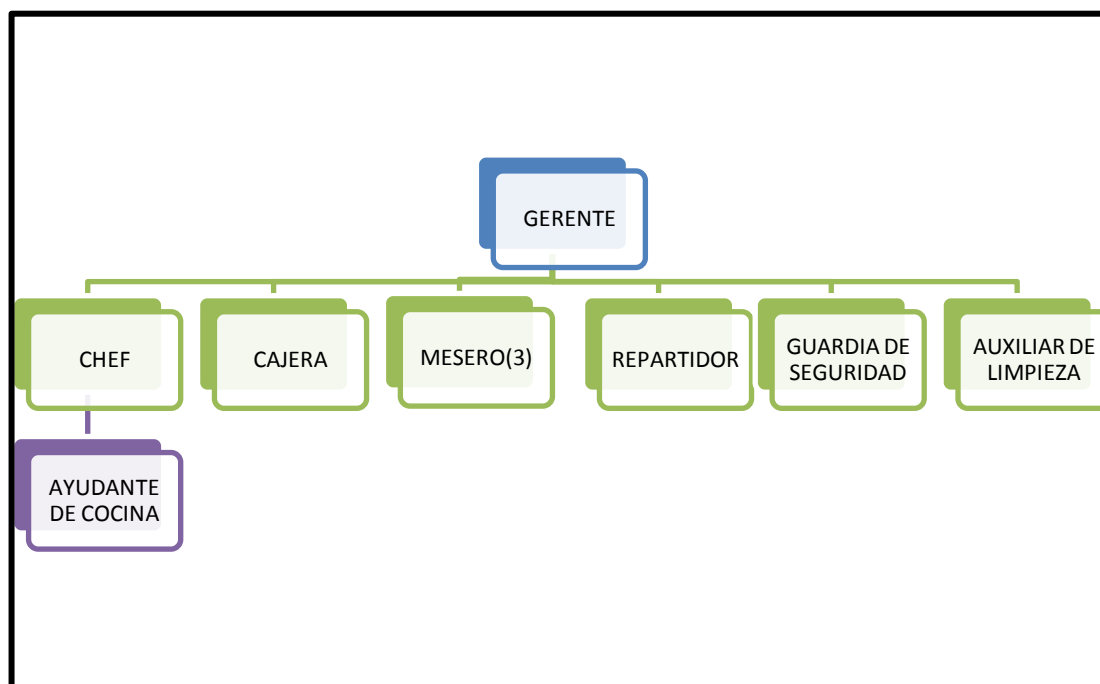 GERENTE
CHEF
CAJERA
MESERO(3)
REPARTIDOR
GUARDIA DE
SEGURIDAD
AUXILIAR DE
LIMPIEZA
AYUDANTE
DE COCINA